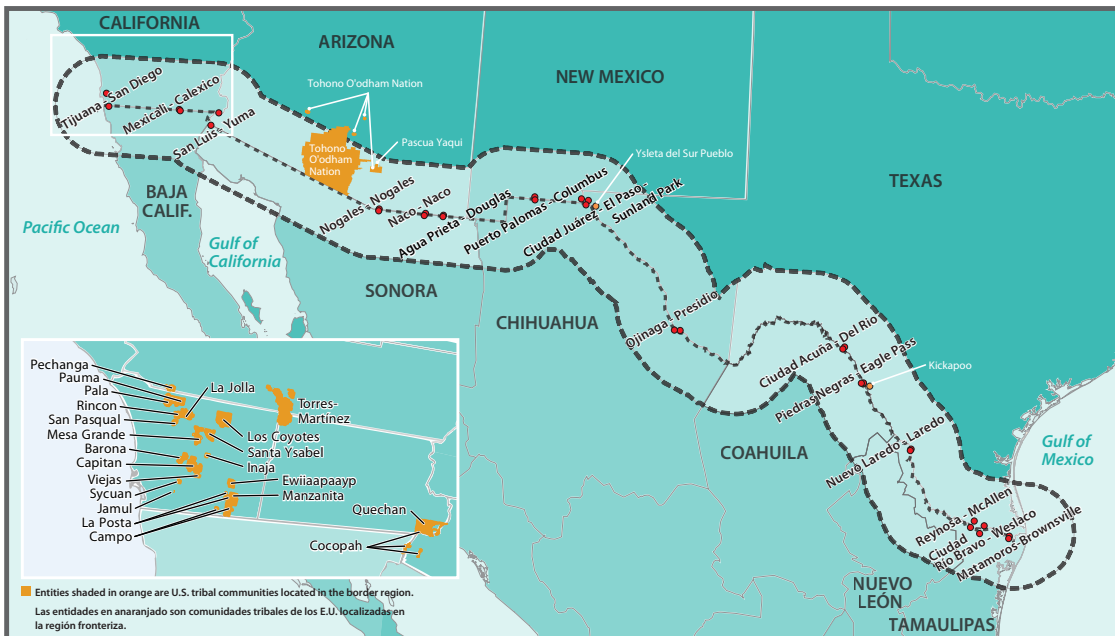 CALIFORNIA
ARIZONA
NEW MEXICO
TEXAS
Tohono O'odham Nation
Tijuana - San Diego
Mexicali - Calexico
San Luis - Yuma
Tohono
O'odham
Nation
Pascua Yaqui
Ysleta del Sur Pueblo
BAJA
CALIF.
Pacific Ocean
Gulf of
California
Nogales - Nogales
Naco - Naco
Agua Prieta - Douglas
Puerto Palomas - Columbus
Ciudad Juárez - El Paso -
Sunland Park
SONORA
CHIHUAHUA
Ojinaga - Presidio
Ciudad Acuña - Del Rio
Piedras Negras - Eagle Pass
Kickapoo
COAHUILA
Nuevo Laredo - Laredo
Gulf of
Mexico
Reynosa - McAllen
Ciudad
Río Bravo - Weslaco
Matamoros-Brownsville
NUEVO
LEÓN
TAMAULIPAS
Pechanga
Pauma
Pala
Rincon
San Pasqual
Mesa Grande
Barona
Capitan
Viejas
Sycuan
Jamul
La Posta
Campo
La Jolla
Torres-
Martínez
Los Coyotes
Santa Ysabel
Inaja
Ewiiaapaayp
Manzanita
Quechan
Cocopah
Entities shaded in orange are U.S. tribal communities located in the border region.
Las entidades en anaranjado son comunidades tribales de los E.U. localizadas en
la región fronteriza.